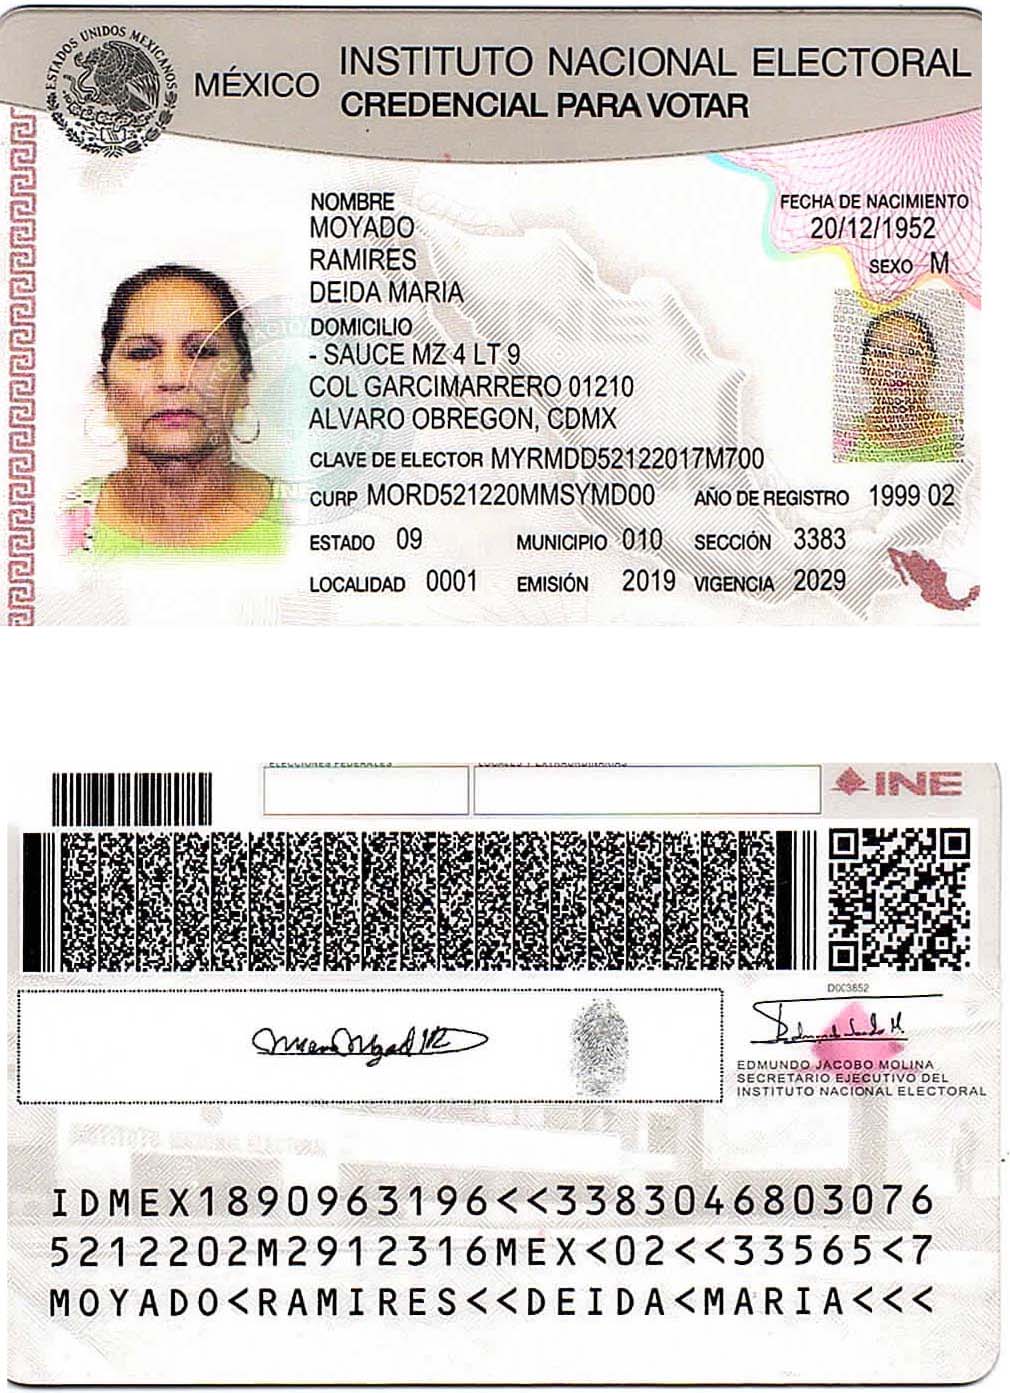 ESTADOS UNIDOS MEXICANOS
MÉXICO
INSTITUTO NACIONAL ELECTORAL
CREDENCIAL PARA VOTAR
NOMBRE
MOYADO
RAMIRES
DEIDA MARIA
FECHA DE NACIMIENTO
20/12/1952
SEXO M
DOMICILIO
- SAUCE MZ 4 LT 9
COL GARCIMARRERO 01210
ALVARO OBREGON, CDMX
CLAVE DE ELECTOR MYRMDD52122017M700
CURP MORD521220MMSYMD00 AÑO DE REGISTRO 1999 02
ESTADO 09 MUNICIPIO 010 SECCIÓN 3383
LOCALIDAD 0001 EMISIÓN 2019 VIGENCIA 2029
ELECCIONES FEDERALES
INE
D003852
EDMUNDO JACOBO MOLINA
SECRETARIO EJECUTIVO DEL
INSTITUTO NACIONAL ELECTORAL
IDMEX1890963196<<3383046803076
5212202M2912316MEX<02<<33565<7
MOYADO<RAMIRES<<DEIDA<MARIA<<<